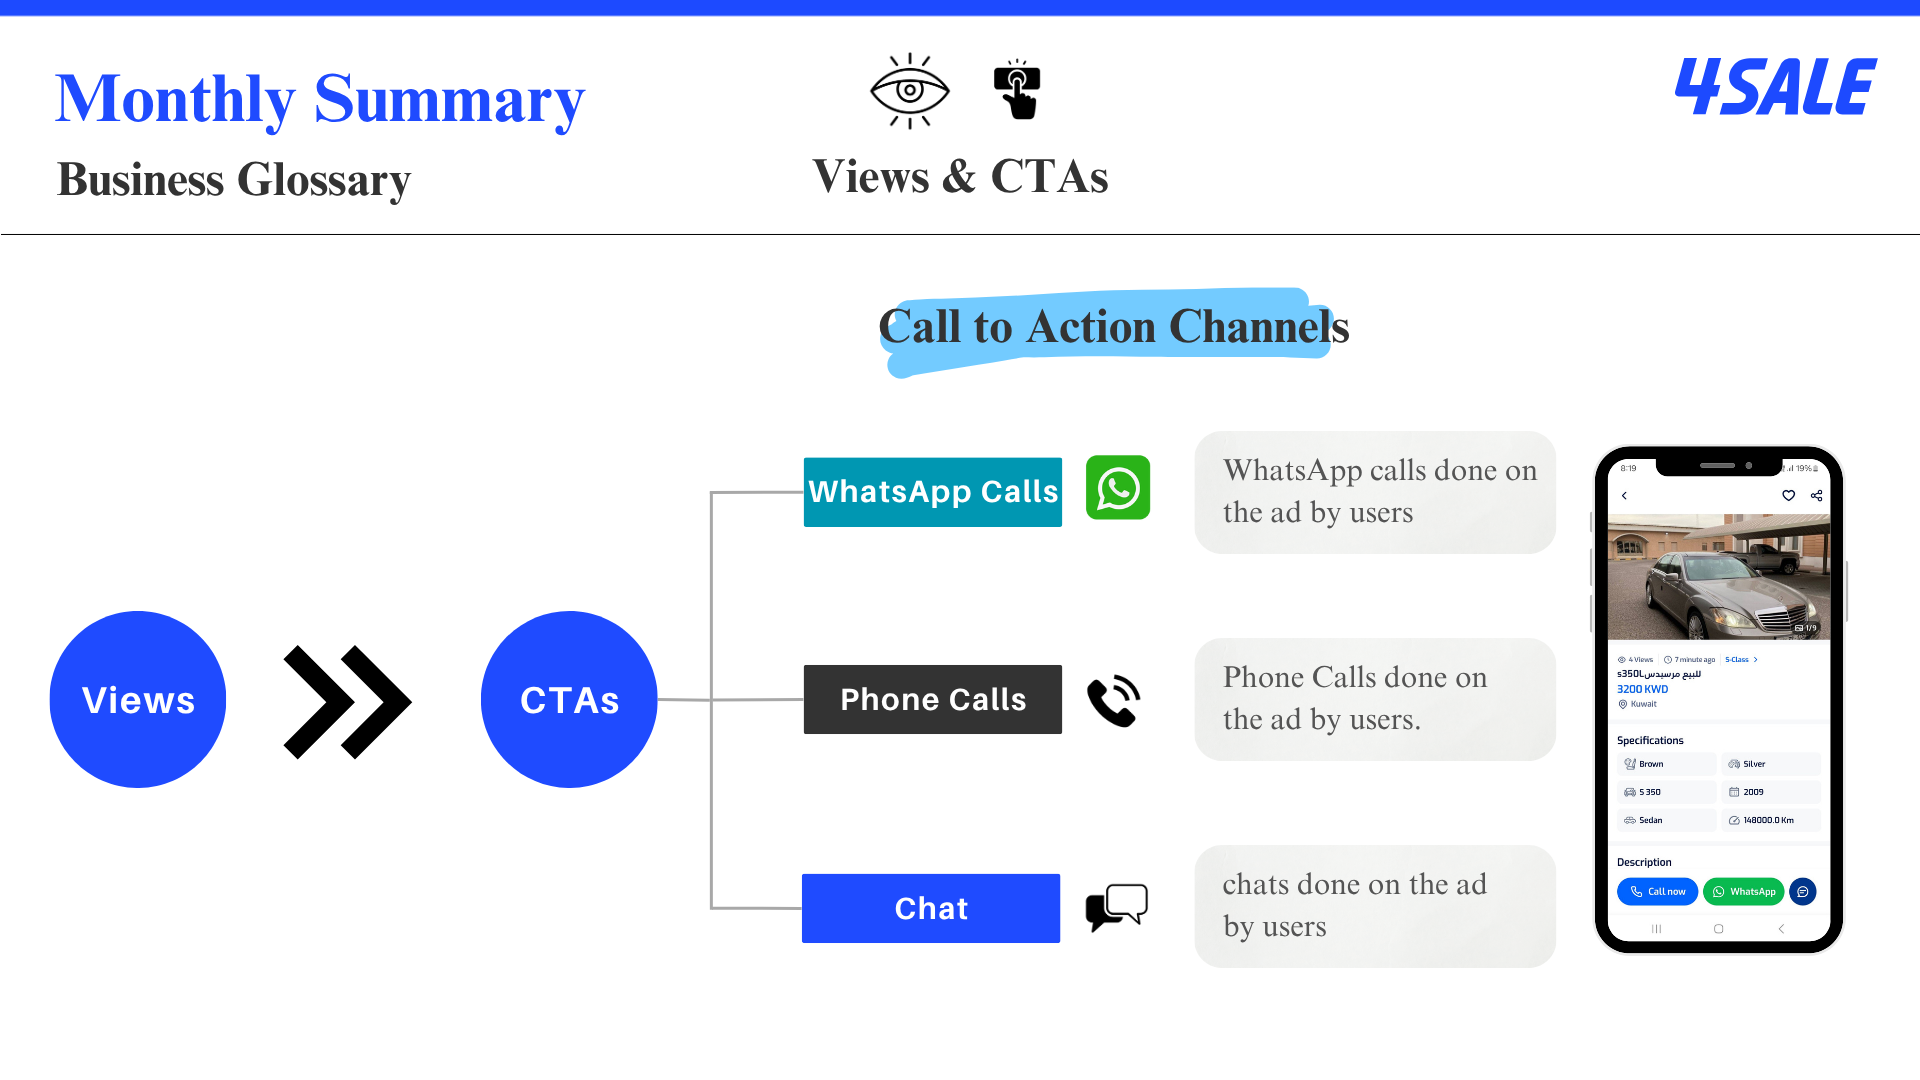 Monthly Summary
Business Glossary
Views & CTAs
4SALE
Call to Action Channels
Views
CTAs
WhatsApp Calls
WhatsApp calls done on
the ad by users
Phone Calls
Phone Calls done on
the ad by users.
Chat
chats done on the ad
by users
8:19
19%
1/9
4 Views
7 minute ago
S-Class
للبيع مرسيدس s350L
3200 KWD
Kuwait
Specifications
Brown
Silver
S 350
2009
Sedan
148000.0 Km
Description
Call now
WhatsApp